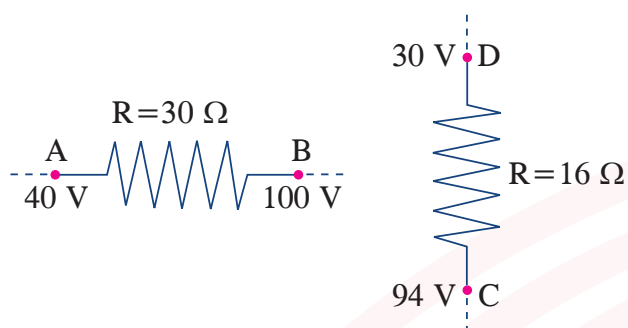 R=30 Ω
A
B
40 V
100 V
30 V D
R=16 Ω
94 V C